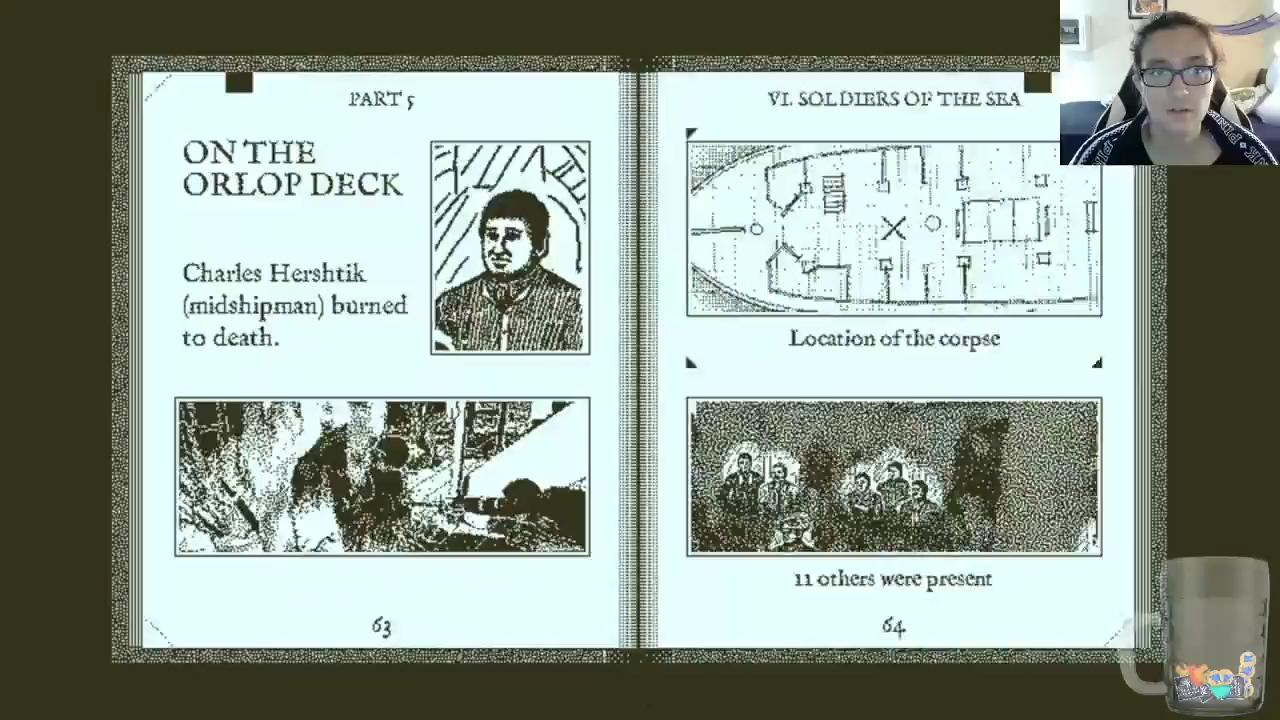 PART 5
ON THE
ORLOP DECK
Charles Hershtik
(midshipman) burned
to death.
63
VI. SOLDIERS OF THE SEA
Location of the corpse
11 others were present
64